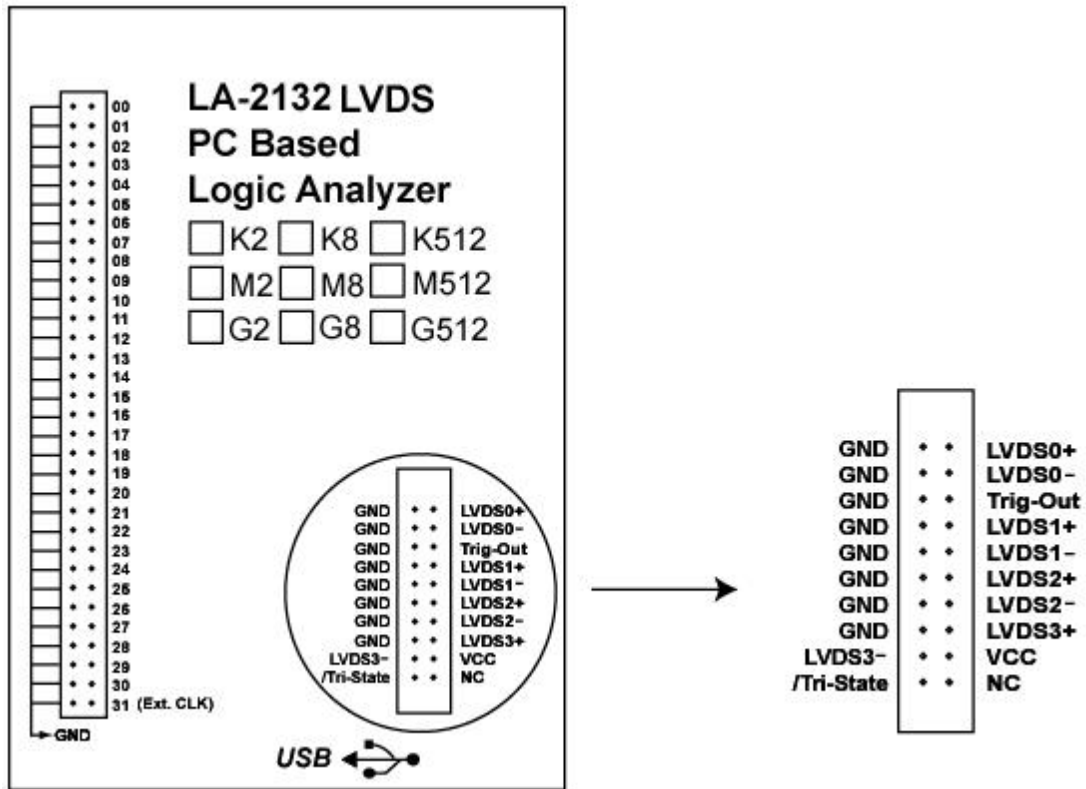 LA-2132 LVDS
PC Based
Logic Analyzer
K2 K8 K512
M2 M8 M512
G2 G8 G512
00
01
02
03
04
05
06
07
08
09
10
11
12
13
14
15
16
17
18
19
20
21
22
23
24
25
26
27
28
29
30
31 (Ext. CLK)
GND
GND LVDS0+
GND LVDS0-
GND Trig-Out
GND LVDS1+
GND LVDS1-
GND LVDS2+
GND LVDS2-
GND LVDS3+
LVDS3- VCC
/Tri-State NC
USB
GND LVDS0+
GND LVDS0-
GND Trig-Out
GND LVDS1+
GND LVDS1-
GND LVDS2+
GND LVDS2-
GND LVDS3+
LVDS3- VCC
/Tri-State NC